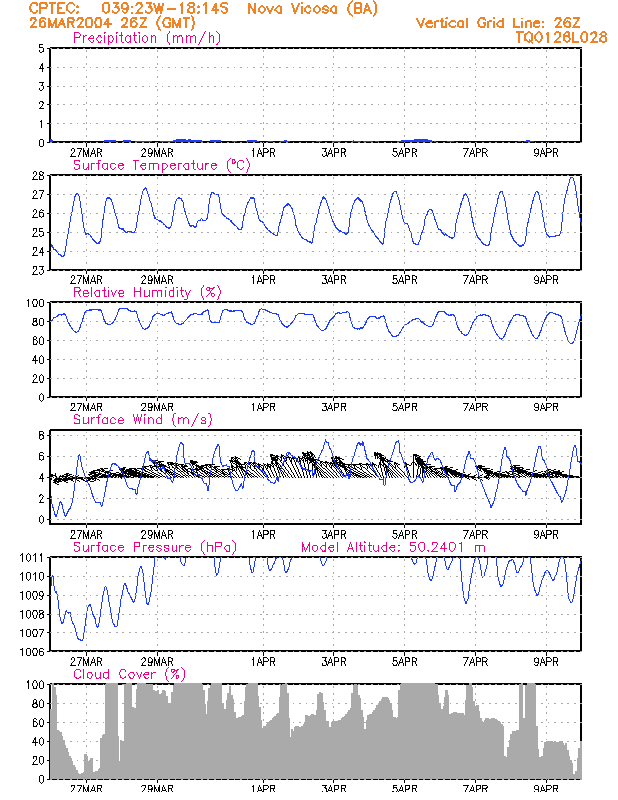 CPTEC: 039:23W-18:14S Nova Vicosa (BA)
26MAR2004 26Z (GMT) Vertical Grid Line: 26Z
Precipitation (mm/h) TQ0126L028
5
4
3
2
1
0
27MAR 29MAR 1APR 3APR 5APR 7APR 9APR
Surface Temperature (ºC)
28
27
26
25
24
23
27MAR 29MAR 1APR 3APR 5APR 7APR 9APR
Relative Humidity (%)
100
80
60
40
20
0
27MAR 29MAR 1APR 3APR 5APR 7APR 9APR
Surface Wind (m/s)
8
6
4
2
0
27MAR 29MAR 1APR 3APR 5APR 7APR 9APR
Surface Pressure (hPa) Model Altitude: 50.2401 m
1011
1010
1009
1008
1007
1006
27MAR 29MAR 1APR 3APR 5APR 7APR 9APR
Cloud Cover (%)
100
80
60
40
20
0
27MAR 29MAR 1APR 3APR 5APR 7APR 9APR